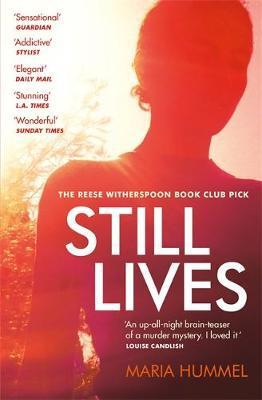 'Sensational'
GUARDIAN
'Addictive'
STYLIST
'Elegant'
DAILY MAIL
'Stunning'
L.A. TIMES
'Wonderful'
SUNDAY TIMES
THE REESE WITHERSPOON BOOK CLUB PICK
STILL
LIVES
'An up-all-night brain-teaser
of a murder mystery. I loved it'
LOUISE CANDLISH
MARIA HUMMEL